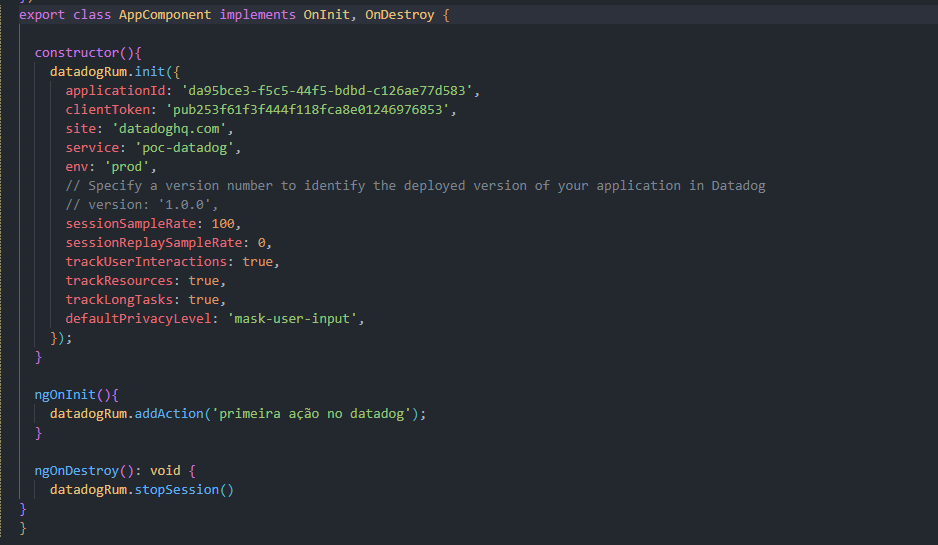 export class AppComponent implements OnInit, OnDestroy {
constructor(){
datadogRum.init({
applicationId: 'da95bce3-f5c5-44f5-bdbd-c126ae77d583',
clientToken: 'pub253f61f3f444f118fca8e01246976853',
site: 'datadoghq.com',
service: 'poc-datadog',
env: 'prod',
// Specify a version number to identify the deployed version of your application in Datadog
// version: '1.0.0',
sessionSampleRate: 100,
sessionReplaySampleRate: 0,
trackUserInteractions: true,
trackResources: true,
trackLongTasks: true,
defaultPrivacyLevel: 'mask-user-input',
});
}
ngOnInit(){
datadogRum.addAction('primeira ação no datadog');
}
ngOnDestroy(): void {
datadogRum.stopSession()
}
}